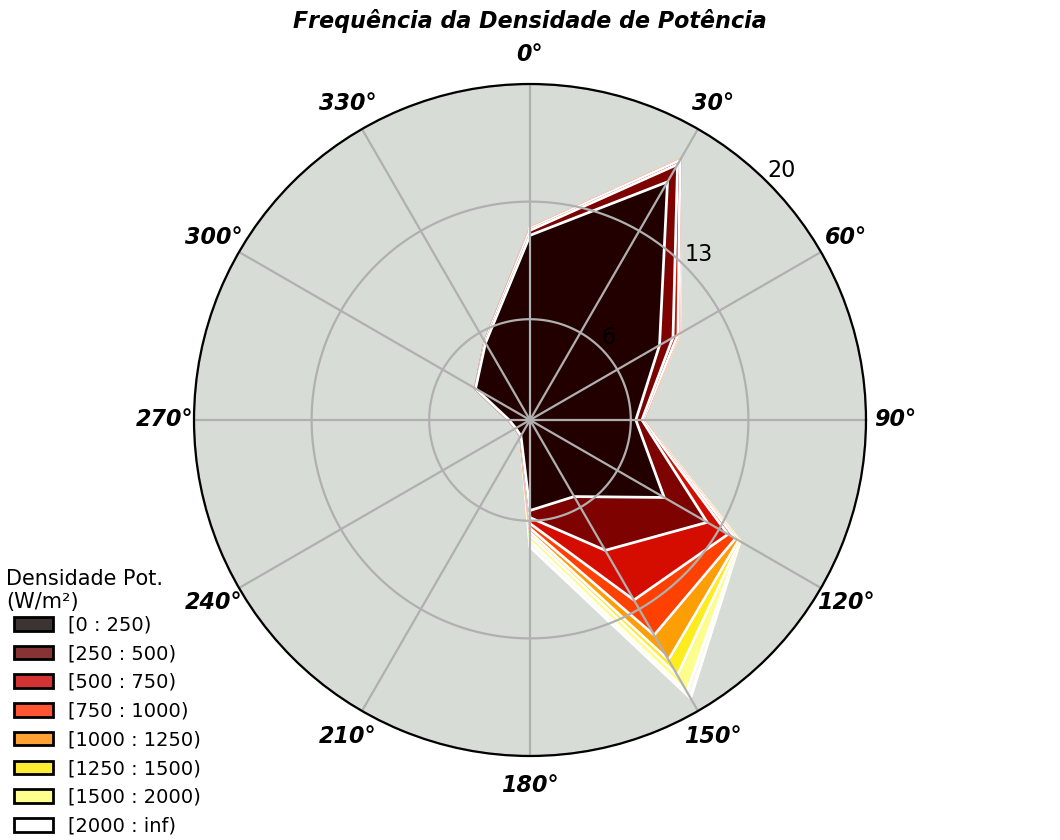 Frequência da Densidade de Potência
0°
330°
30°
20
300°
60°
13
6
270°
90°
240°
120°
210°
150°
180°
Densidade Pot.
(W/m²)
[0 : 250)
[250 : 500)
[500 : 750)
[750 : 1000)
[1000 : 1250)
[1250 : 1500)
[1500 : 2000)
[2000 : inf)